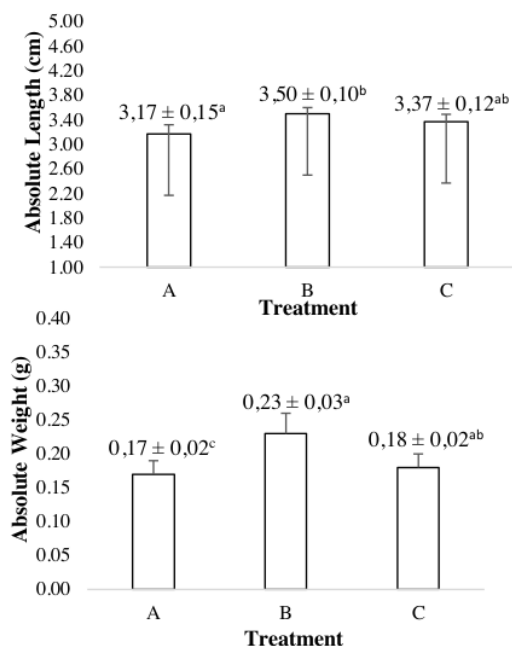 Absolute Length (cm)
5.00
4.60
4.20
3.80
3.40
3.00
2.60
2.20
1.80
1.40
1.00
3,17 ± 0,15ᵃ
3,50 ± 0,10ᵇ
3,37 ± 0,12ᵃᵇ
A
B
C
Treatment
Absolute Weight (g)
0.40
0.35
0.30
0.25
0.20
0.15
0.10
0.05
0.00
0,17 ± 0,02ᶜ
0,23 ± 0,03ᵃ
0,18 ± 0,02ᵃᵇ
A
B
C
Treatment